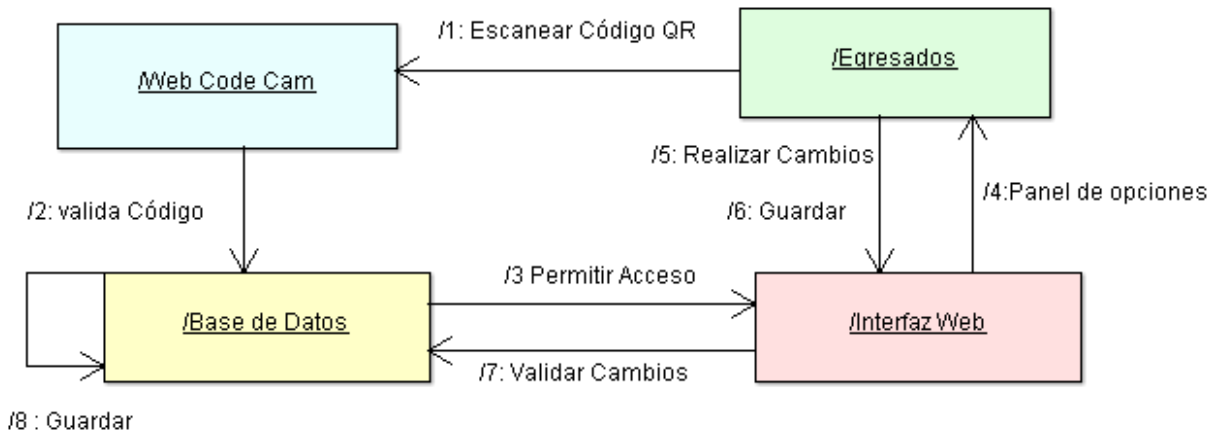 /1: Escanear Código QR
/Web Code Cam
/Egresados
/5: Realizar Cambios
/4:Panel de opciones
/2: valida Código
/6: Guardar
/3 Permitir Acceso
/Base de Datos
/Interfaz Web
/7: Validar Cambios
/8 : Guardar